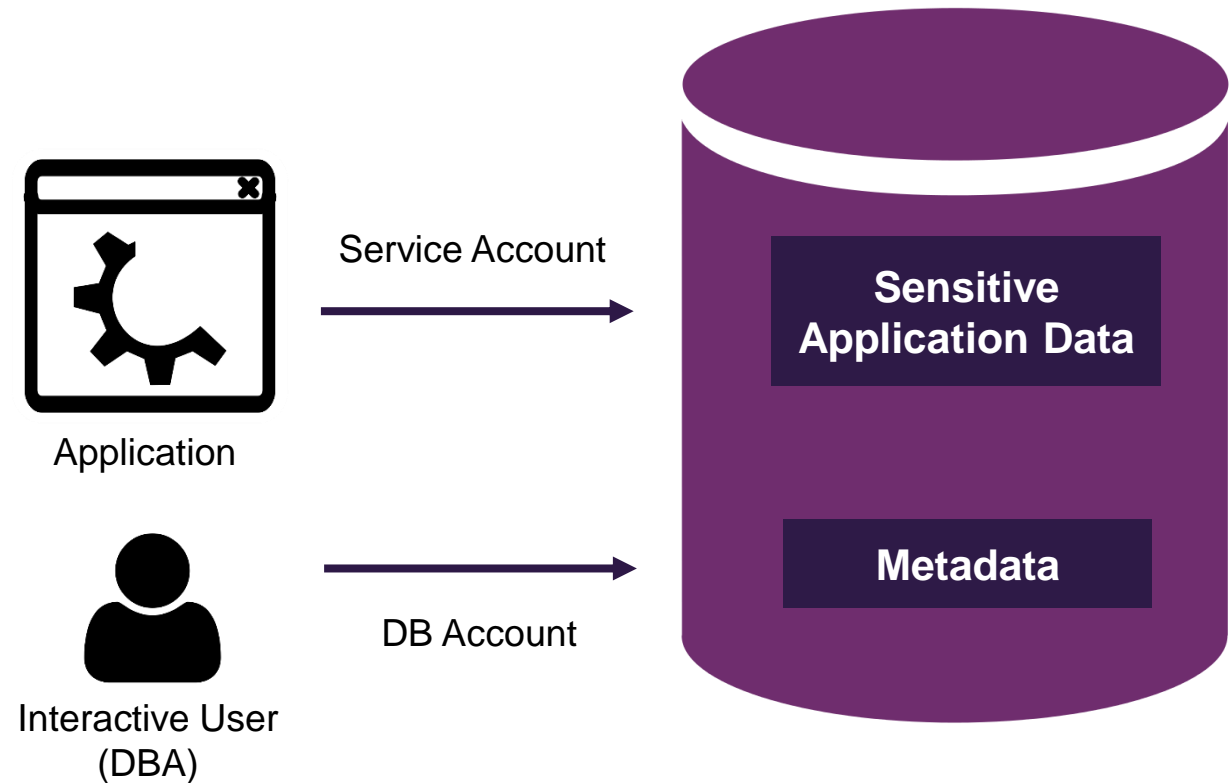 Service Account
Sensitive
Application Data
Application
Metadata
DB Account
Interactive User
(DBA)